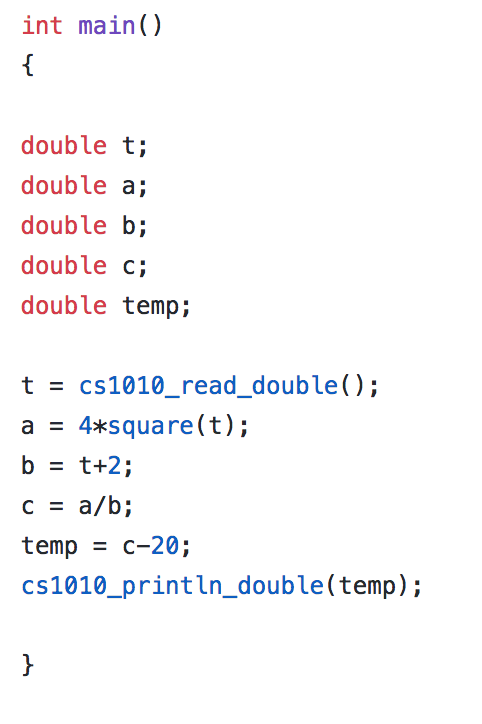 int main()
{
double t;
double a;
double b;
double c;
double temp;
t = cs1010_read_double();
a = 4*square(t);
b = t+2;
c = a/b;
temp = c-20;
cs1010_println_double(temp);
}